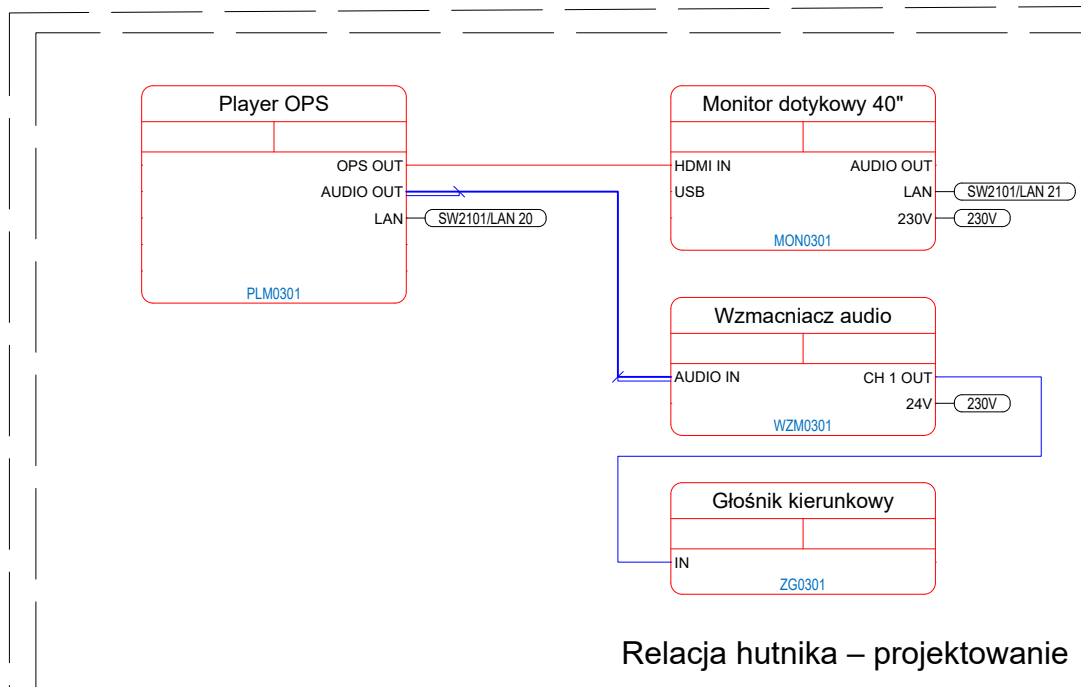 Player OPS
OPS OUT
AUDIO OUT
LAN
SW2101/LAN 20
PLM0301
Monitor dotykowy 40"
HDMI IN
AUDIO OUT
USB
LAN
SW2101/LAN 21
230V
230V
MON0301
Wzmacniacz audio
AUDIO IN
CH 1 OUT
24V
230V
WZM0301
Głośnik kierunkowy
IN
ZG0301
Relacja hutnika – projektowanie